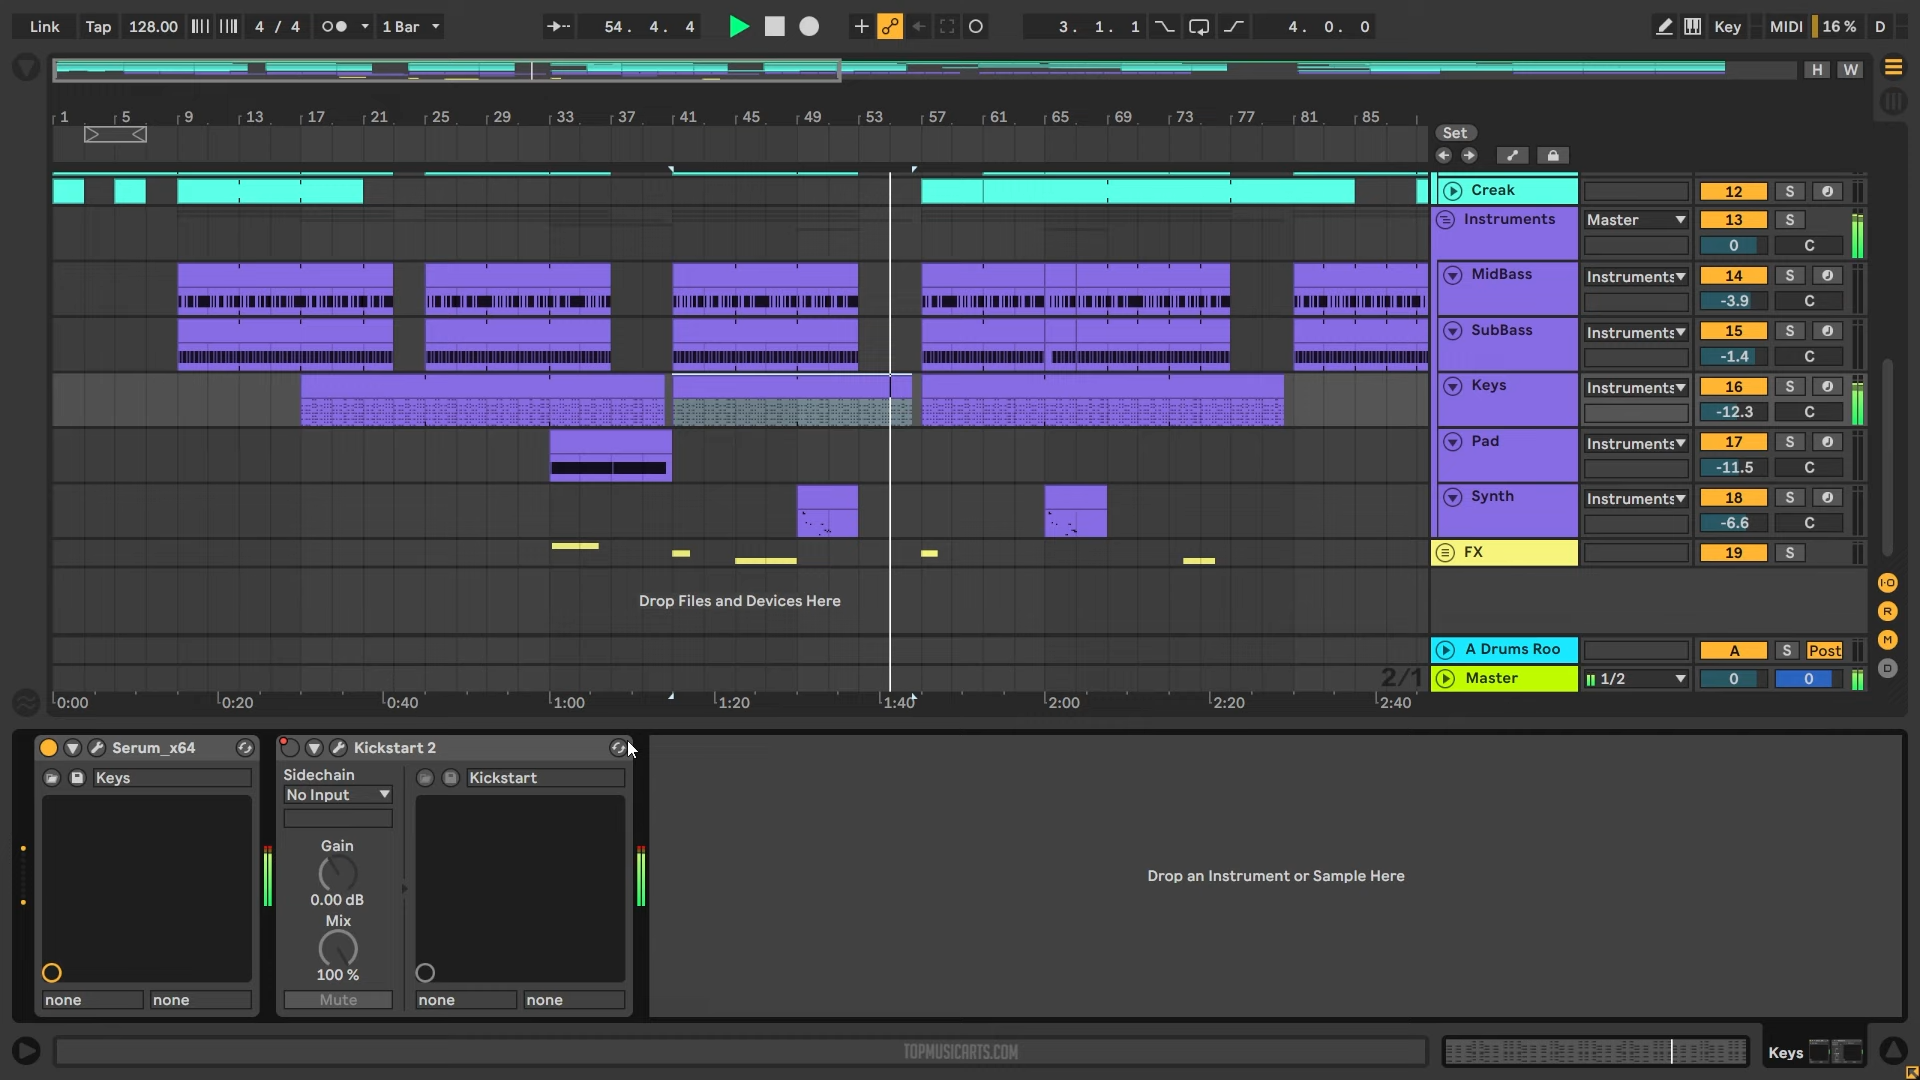 Link Tap 128.00 4 / 4 1 Bar 54. 4. 4 3. 1. 1 4. 0. 0 Key MIDI 16 % D
H W
1 5 9 13 17 21 25 29 33 37 41 45 49 53 57 61 65 69 73 77 81 85
Set
Creak 12 S
Instruments Master 13 S
0 C
MidBass Instruments 14 S
-3.9 C
SubBass Instruments 15 S
-1.4 C
Keys Instruments 16 S
-12.3 C
Pad Instruments 17 S
-11.5 C
Synth Instruments 18 S
-6.6 C
FX 19 S
I·O
Drop Files and Devices Here
R
M
A Drums Roo A S Post
D
2/1 Master 1/2 0 0
0:00 0:20 0:40 1:00 1:20 1:40 2:00 2:20 2:40
Serum_x64 Kickstart 2
Sidechain
Keys Kickstart
No Input
Gain
0.00 dB
Mix
100 %
none none Mute none none
Drop an Instrument or Sample Here
TOPMUSICARTS.COM
Keys